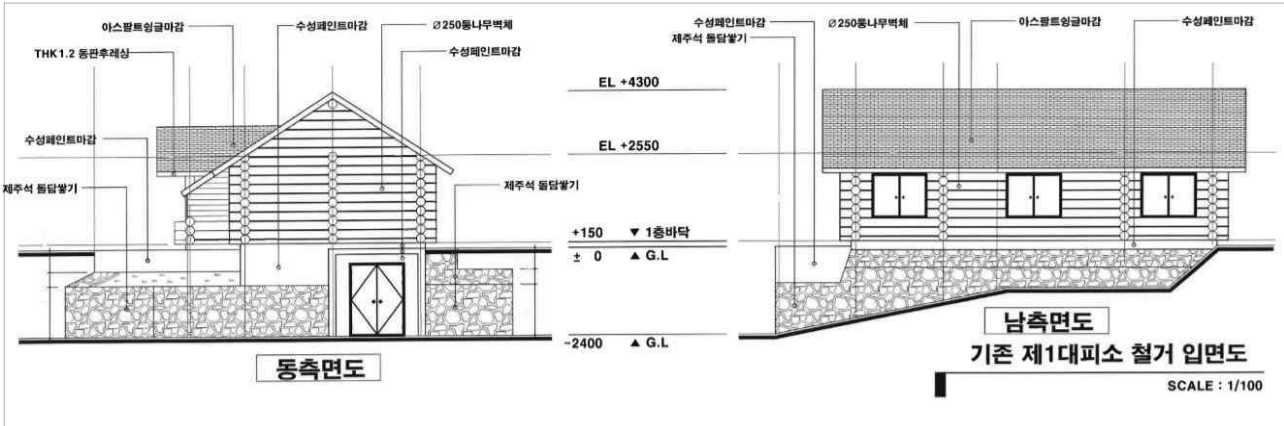 아스팔트슁글마감
수성페인트마감
Ø250통나무벽체
THK1.2 동판후레싱
수성페인트마감
수성페인트마감
제주석 돌담쌓기
제주석 돌담쌓기
동측면도
EL +4300
EL +2550
+150 ▼ 1층바닥
± 0 ▲ G.L
-2400 ▲ G.L
수성페인트마감
Ø250통나무벽체
아스팔트슁글마감
수성페인트마감
제주석 돌담쌓기
남측면도
기존 제1대피소 철거 입면도
SCALE : 1/100